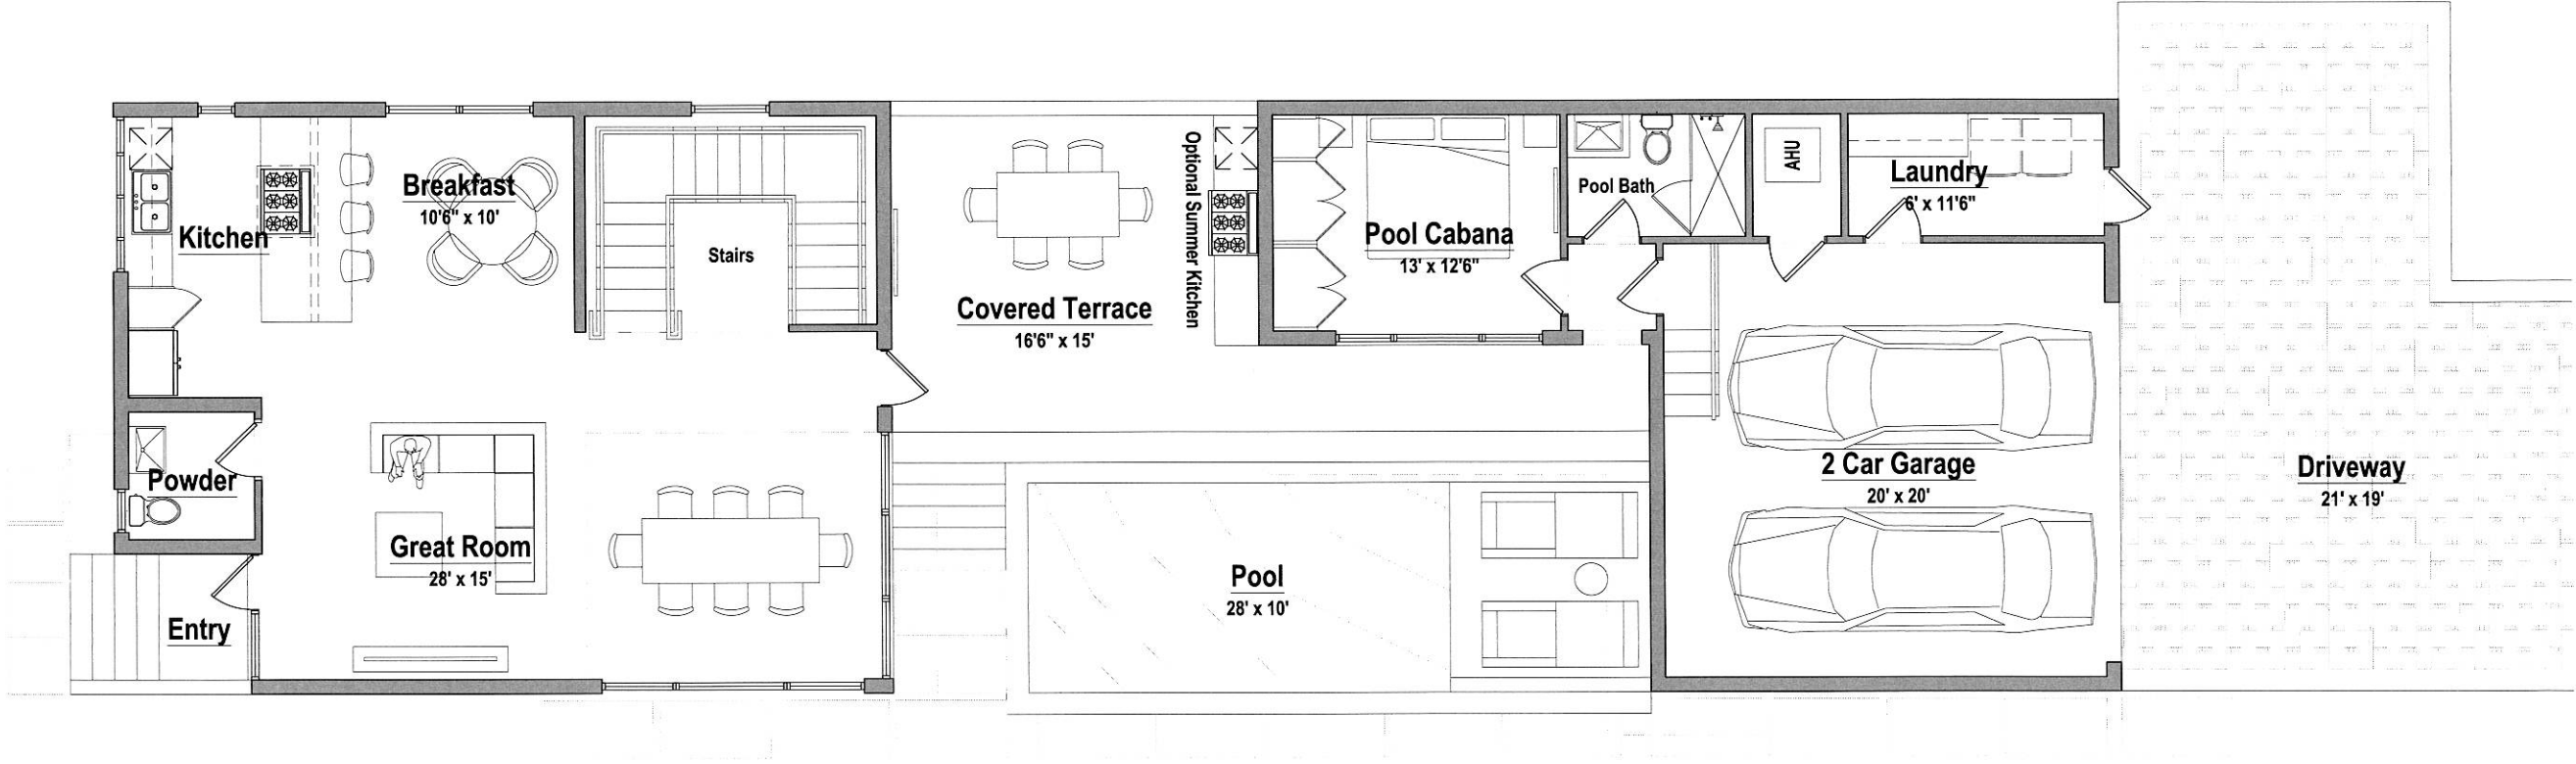 Kitchen
Breakfast
10'6" x 10'
Stairs
Powder
Great Room
28' x 15'
Entry
Covered Terrace
16'6" x 15'
Optional Summer Kitchen
Pool Cabana
13' x 12'6"
Pool Bath
AHU
Laundry
6' x 11'6"
Pool
28' x 10'
2 Car Garage
20' x 20'
Driveway
21' x 19'